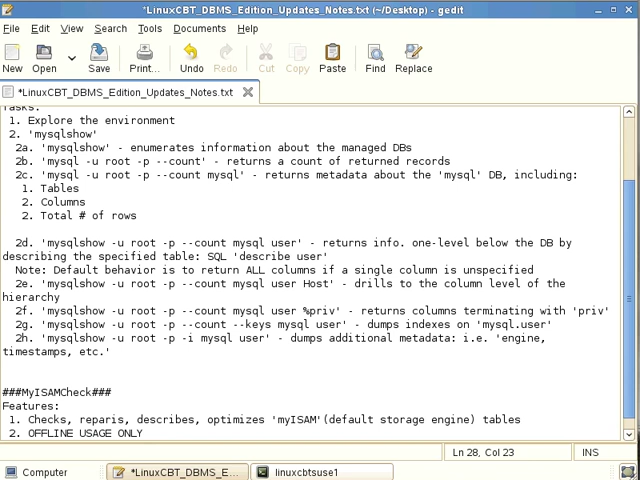 *LinuxCBT_DBMS_Edition_Updates_Notes.txt (~/Desktop) - gedit
File Edit View Search Tools Documents Help
New Open Save Print... Undo Redo Cut Copy Paste Find Replace
*LinuxCBT_DBMS_Edition_Updates_Notes.txt
Tasks:
1. Explore the environment
2. 'mysqlshow'
2a. 'mysqlshow' - enumerates information about the managed DBs
2b. 'mysql -u root -p --count' - returns a count of returned records
2c. 'mysql -u root -p --count mysql' - returns metadata about the 'mysql' DB, including:
1. Tables
2. Columns
2. Total # of rows
2d. 'mysqlshow -u root -p --count mysql user' - returns info. one-level below the DB by
describing the specified table: SQL 'describe user'
Note: Default behavior is to return ALL columns if a single column is unspecified
2e. 'mysqlshow -u root -p --count mysql user Host' - drills to the column level of the
hierarchy
2f. 'mysqlshow -u root -p --count mysql user %priv' - returns columns terminating with 'priv'
2g. 'mysqlshow -u root -p --count --keys mysql user' - dumps indexes on 'mysql.user'
2h. 'mysqlshow -u root -p -i mysql user' - dumps additional metadata: i.e. 'engine,
timestamps, etc.'
###MyISAMCheck###
Features:
1. Checks, reparis, describes, optimizes 'myISAM'(default storage engine) tables
2. OFFLINE USAGE ONLY
Ln 28, Col 23 INS
Computer *LinuxCBT_DBMS_E... linuxcbtsuse1